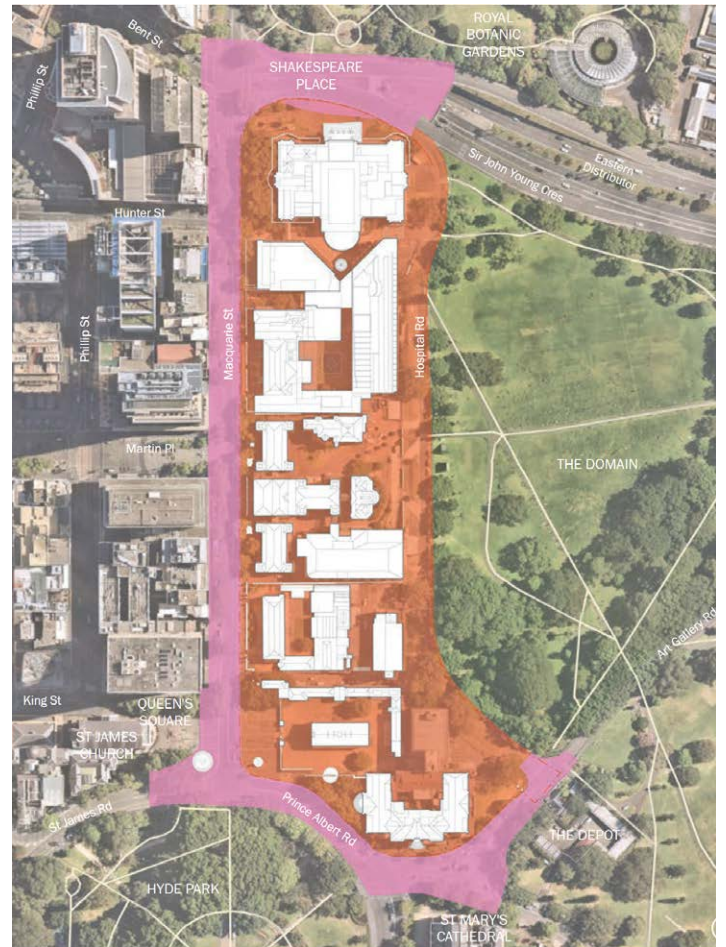 Bent St
ROYAL
BOTANIC
GARDENS
Phillip St
SHAKESPEARE
PLACE
Eastern
Distributor
Sir John Young Cres
Hunter St
Phillip St
Macquarie St
Hospital Rd
Martin Pl
THE DOMAIN
Art Gallery Rd
King St
QUEEN'S
SQUARE
ST JAMES
CHURCH
St James Rd
Prince Albert Rd
THE DEPOT
HYDE PARK
ST MARY'S
CATHEDRAL